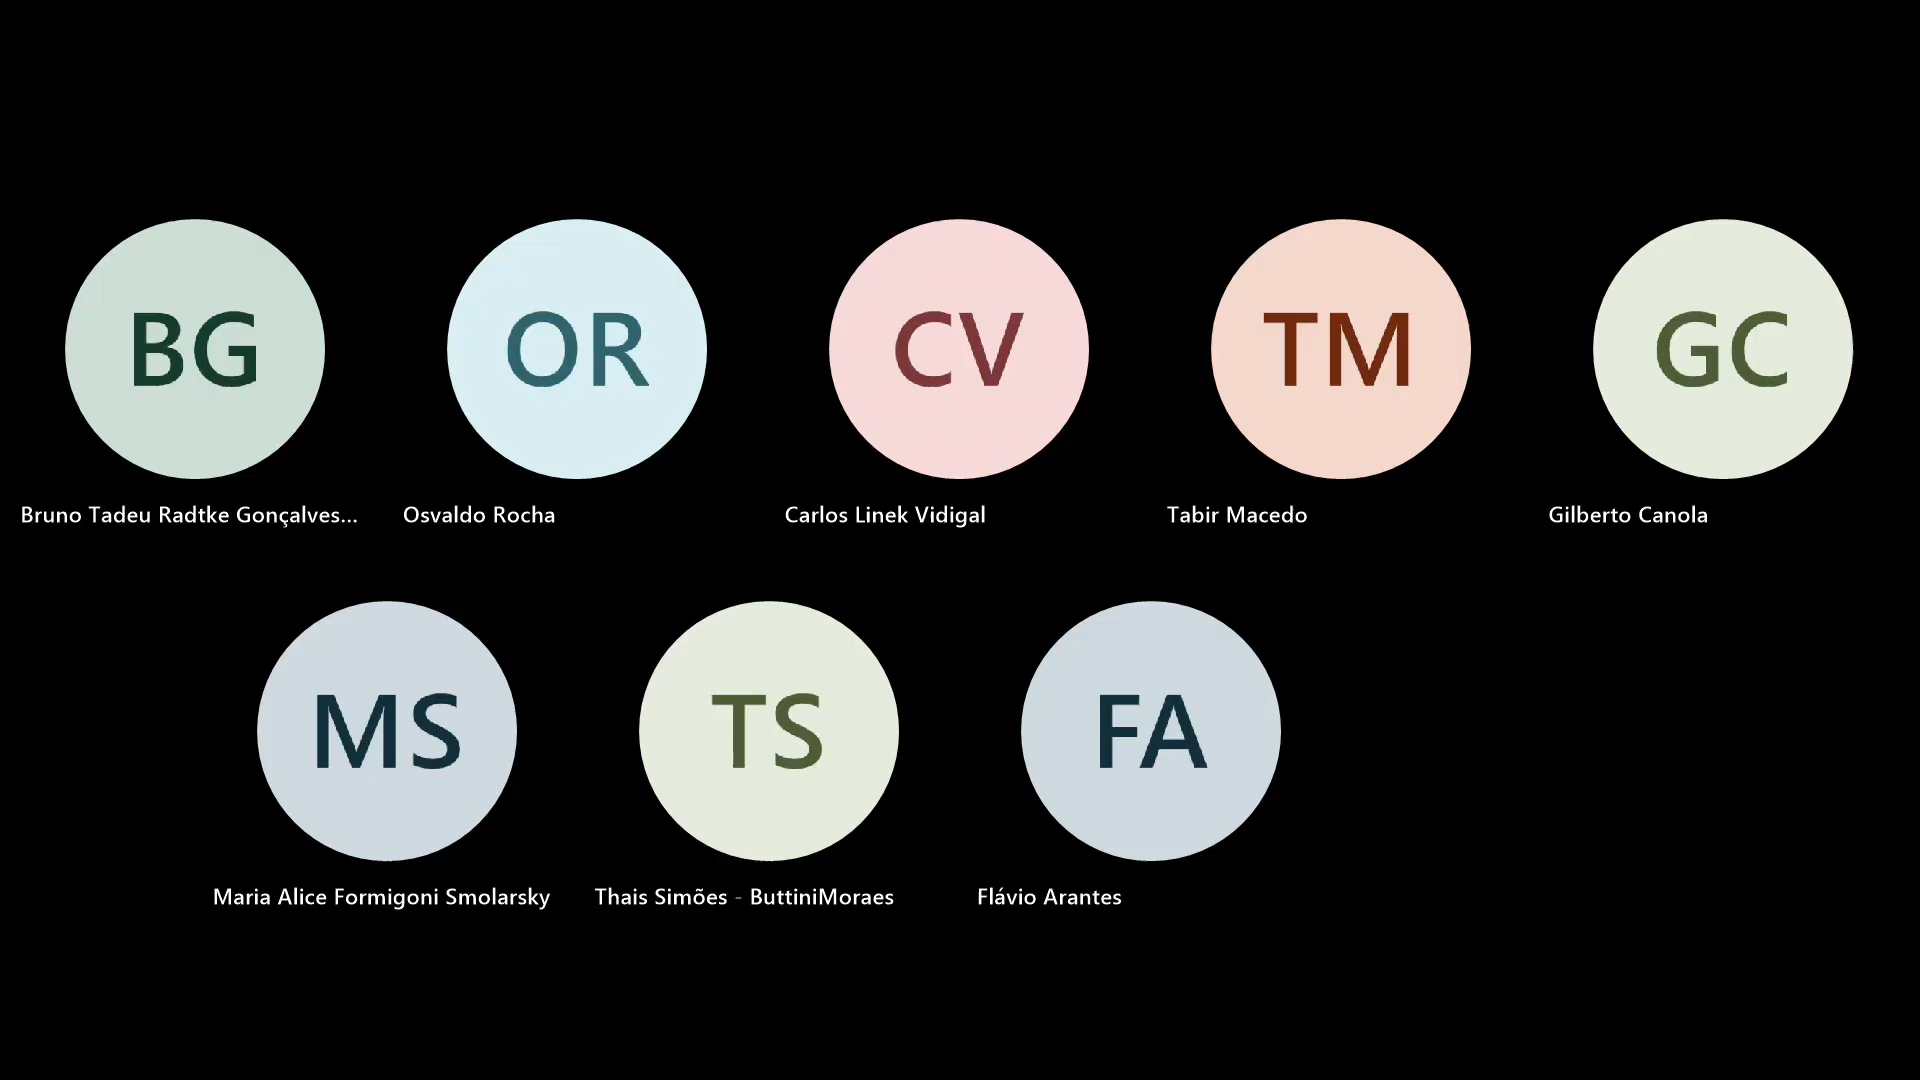 BG
OR
CV
TM
GC
Bruno Tadeu Radtke Gonçalves...
Osvaldo Rocha
Carlos Linek Vidigal
Tabir Macedo
Gilberto Canola
MS
TS
FA
Maria Alice Formigoni Smolarsky
Thais Simões - ButtiniMoraes
Flávio Arantes